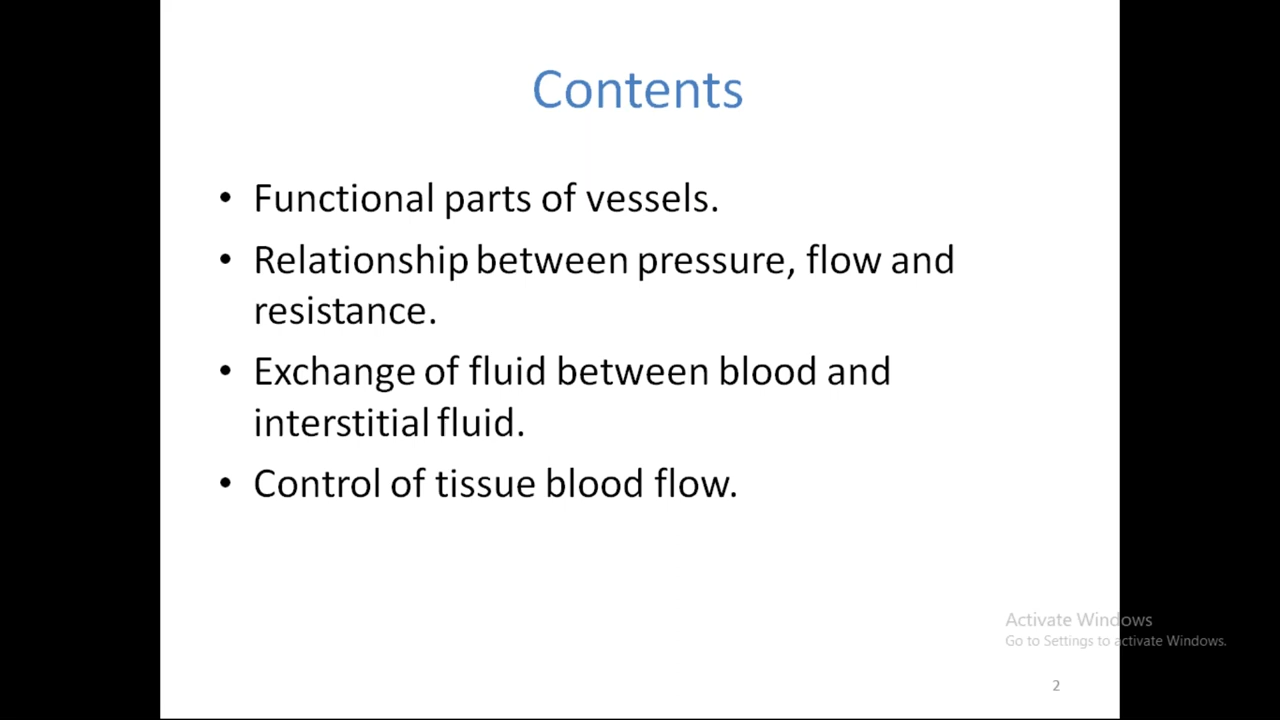 Contents
• Functional parts of vessels.
• Relationship between pressure, flow and
resistance.
• Exchange of fluid between blood and
interstitial fluid.
• Control of tissue blood flow.
Activate Windows
Go to Settings to activate Windows.
2